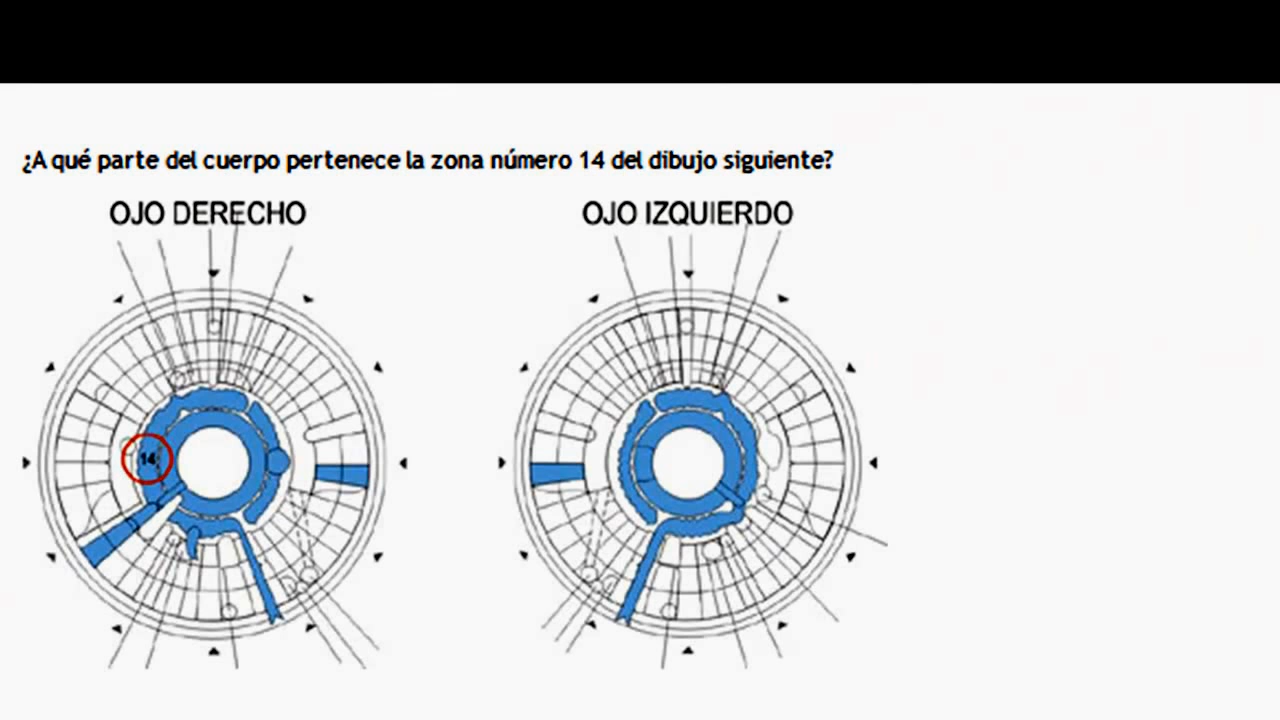 ¿A qué parte del cuerpo pertenece la zona número 14 del dibujo siguiente?
OJO DERECHO
OJO IZQUIERDO
14